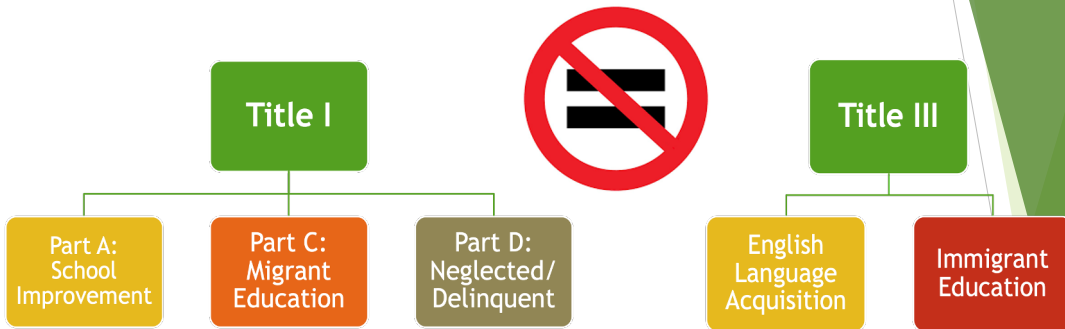 Title I
Title III
Part A:
School
Improvement
Part C:
Migrant
Education
Part D:
Neglected/
Delinquent
English
Language
Acquisition
Immigrant
Education